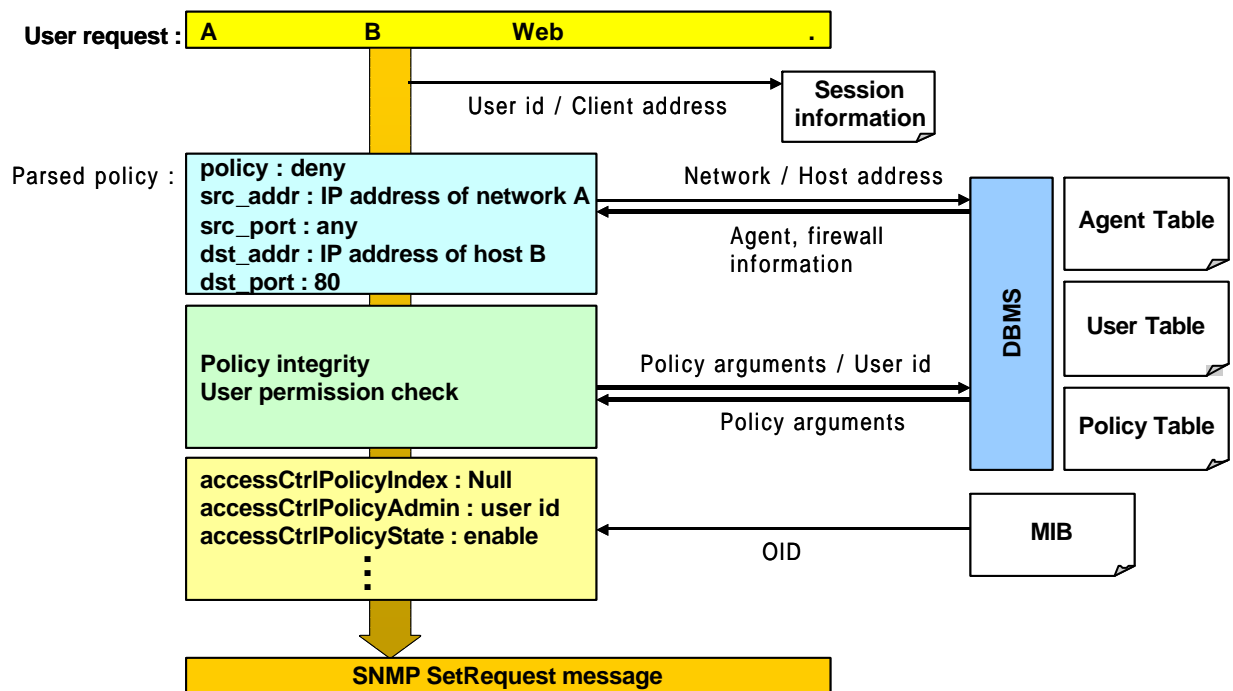 User request : A B Web .
User id / Client address
Session
information
Parsed policy :
policy : deny
src_addr : IP address of network A
src_port : any
dst_addr : IP address of host B
dst_port : 80
Network / Host address
Agent, firewall
information
DBMS
Agent Table
User Table
Policy Table
Policy integrity
User permission check
Policy arguments / User id
Policy arguments
accessCtrlPolicyIndex : Null
accessCtrlPolicyAdmin : user id
accessCtrlPolicyState : enable
OID
MIB
SNMP SetRequest message